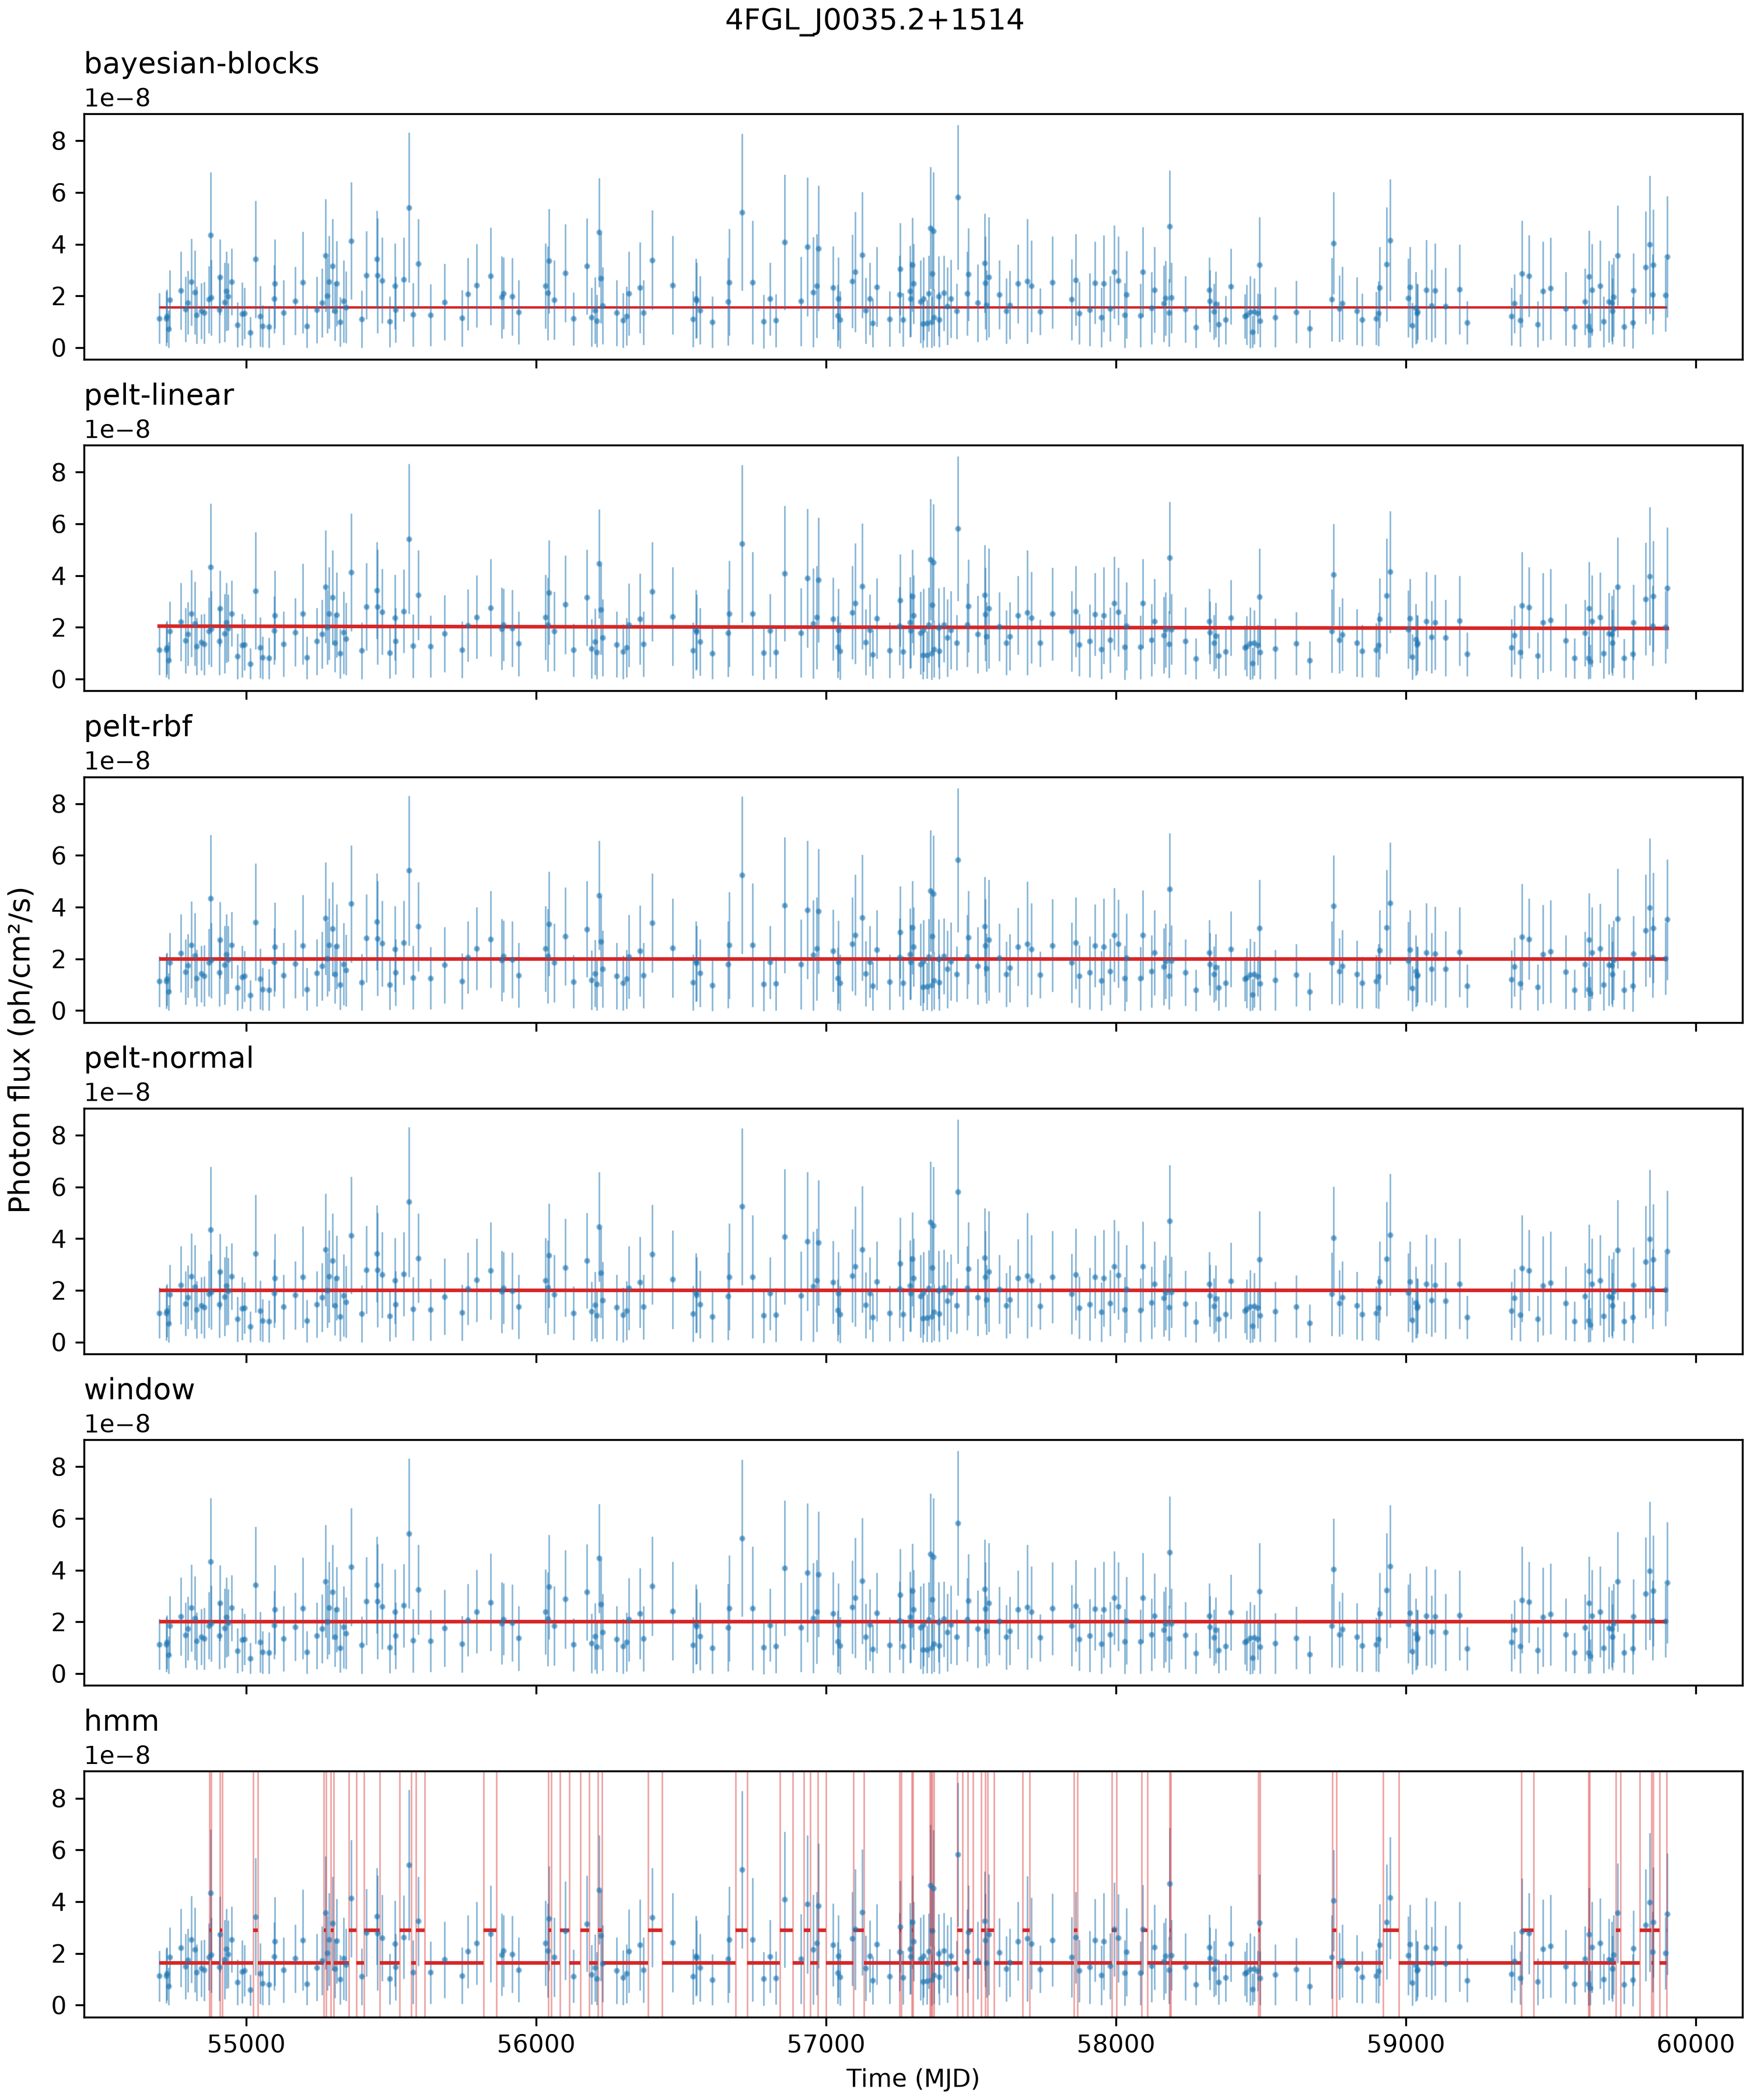 4FGL_J0035.2+1514
bayesian-blocks
1e−8
8
6
4
2
0
pelt-linear
1e−8
8
6
4
2
0
pelt-rbf
1e−8
8
6
4
2
0
pelt-normal
1e−8
8
6
4
2
0
window
1e−8
8
6
4
2
0
hmm
1e−8
8
6
4
2
0
Photon flux (ph/cm²/s)
55000 56000 57000 58000 59000 60000
Time (MJD)